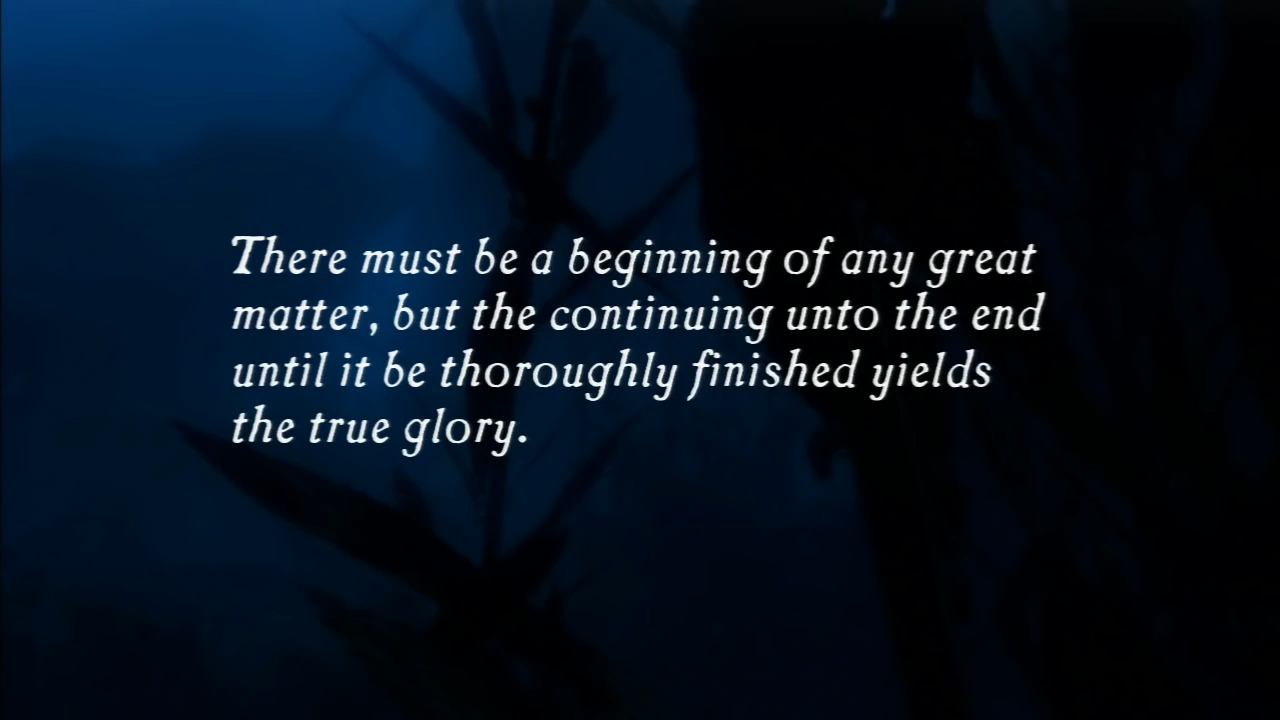 There must be a beginning of any great
matter, but the continuing unto the end
until it be thoroughly finished yields
the true glory.